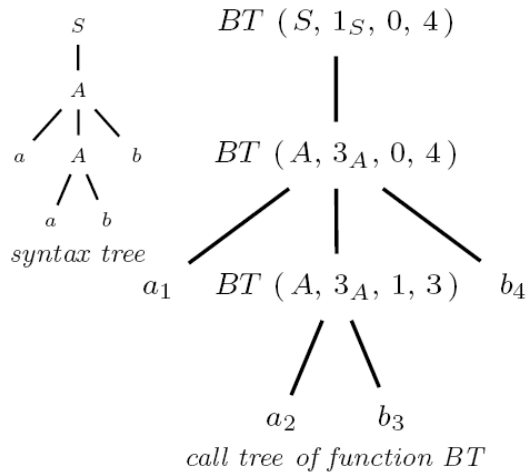 S
A
a A b
a b
syntax tree
BT ( S, 1_S, 0, 4 )
BT ( A, 3_A, 0, 4 )
a_1 BT ( A, 3_A, 1, 3 ) b_4
a_2 b_3
call tree of function BT